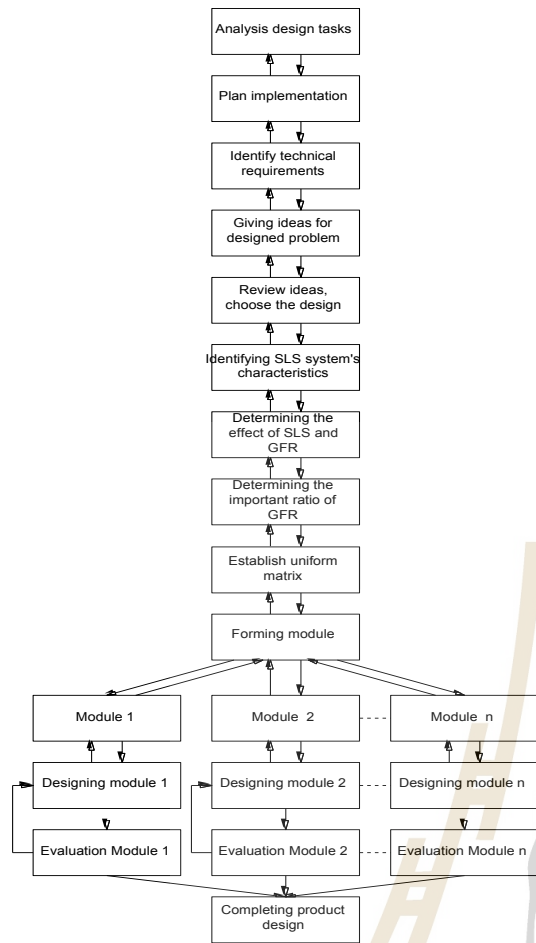 Analysis design tasks
Plan implementation
Identify technical
requirements
Giving ideas for
designed problem
Review ideas,
choose the design
Identifying SLS system's
characteristics
Determining the
effect of SLS and
GFR
Determining the
important ratio of
GFR
Establish uniform
matrix
Forming module
Module 1
Module 2
Module n
Designing module 1
Designing module 2
Designing module n
Evaluation Module 1
Evaluation Module 2
Evaluation Module n
Completing product
design